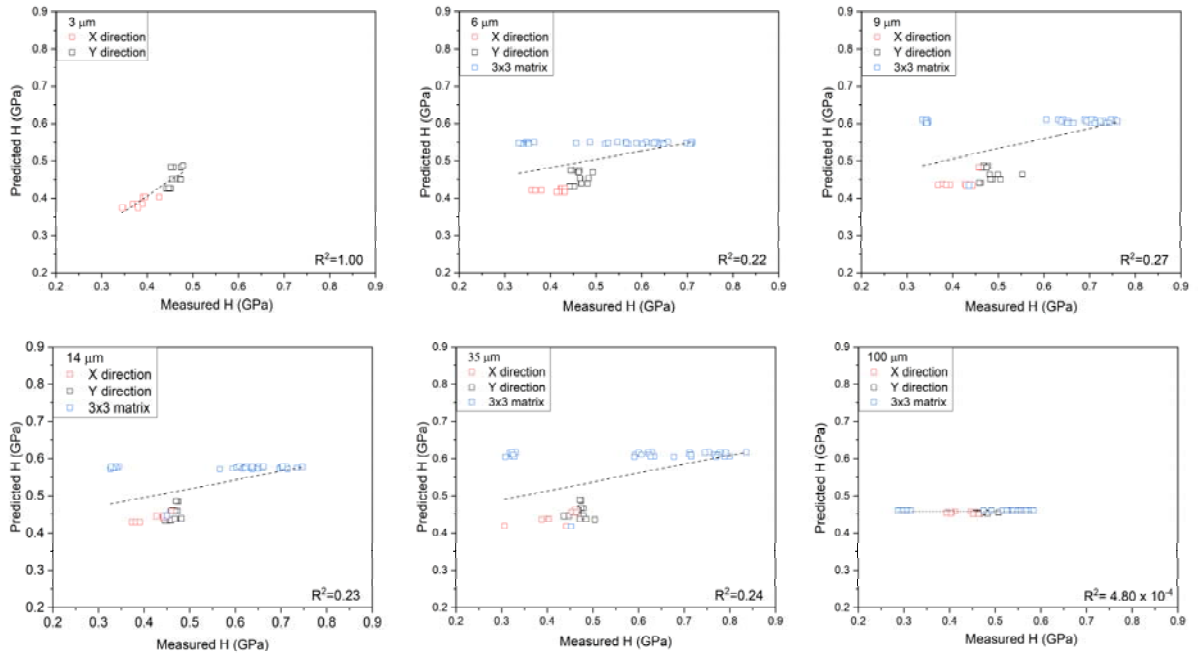 3 μm
X direction
Y direction
0.9
0.8
0.7
0.6
0.5
0.4
0.3
0.2
Predicted H (GPa)
R²=1.00
0.2 0.3 0.4 0.5 0.6 0.7 0.8 0.9
Measured H (GPa)
6 μm
X direction
Y direction
3x3 matrix
0.9
0.8
0.7
0.6
0.5
0.4
0.3
0.2
Predicted H (GPa)
R²=0.22
0.2 0.3 0.4 0.5 0.6 0.7 0.8 0.9
Measured H (GPa)
9 μm
X direction
Y direction
3x3 matrix
0.9
0.8
0.7
0.6
0.5
0.4
0.3
0.2
Predicted H (GPa)
R²=0.27
0.2 0.3 0.4 0.5 0.6 0.7 0.8 0.9
Measured H (GPa)
14 μm
X direction
Y direction
3x3 matrix
0.9
0.8
0.7
0.6
0.5
0.4
0.3
0.2
Predicted H (GPa)
R²=0.23
0.2 0.3 0.4 0.5 0.6 0.7 0.8 0.9
Measured H (GPa)
35 μm
X direction
Y direction
3x3 matrix
0.9
0.8
0.7
0.6
0.5
0.4
0.3
0.2
Predicted H (GPa)
R²=0.24
0.2 0.3 0.4 0.5 0.6 0.7 0.8 0.9
Measured H (GPa)
100 μm
X direction
Y direction
3x3 matrix
0.9
0.8
0.7
0.6
0.5
0.4
0.3
0.2
Predicted H (GPa)
R²= 4.80 x 10⁻⁴
0.2 0.3 0.4 0.5 0.6 0.7 0.8 0.9
Measured H (GPa)